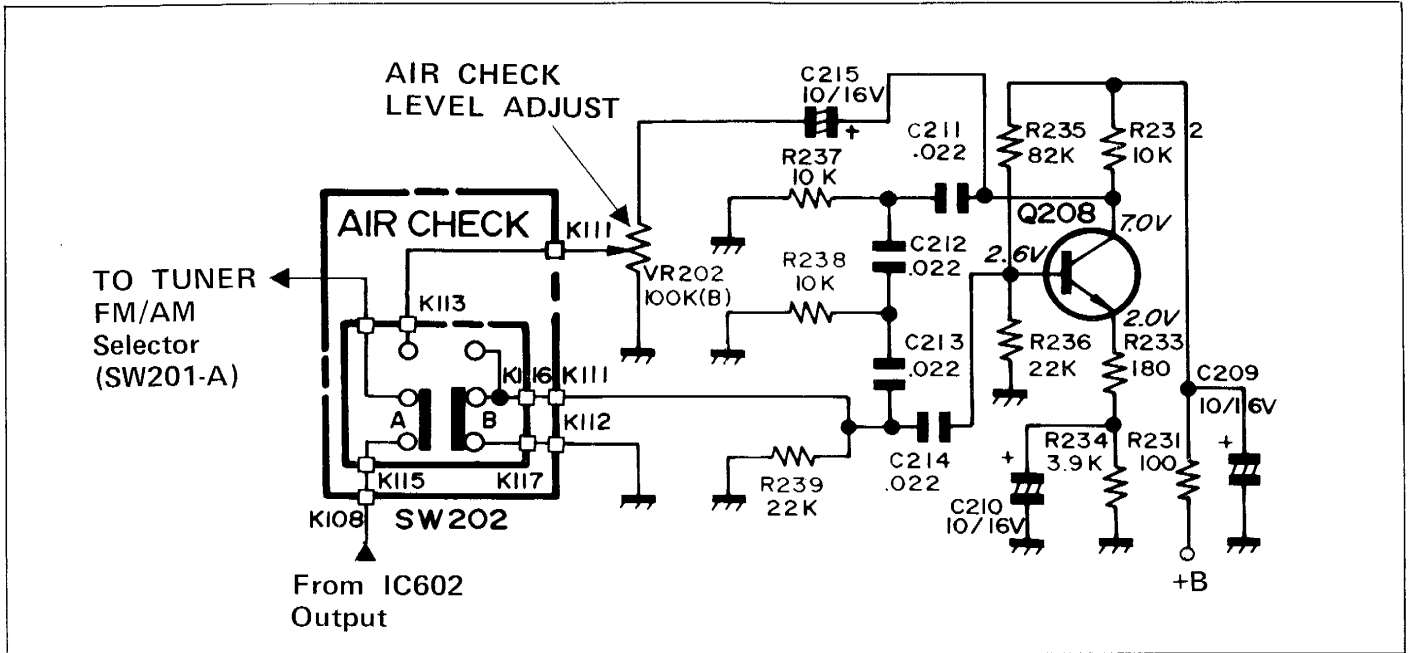 AIR CHECK
LEVEL ADJUST
C215
10/16V
+
C211
.022
R235
82K
R232
10K
R237
10K
AIR CHECK
K111
Q208
7.0V
2.6V
C212
.022
R238
10K
VR202
100K(B)
TO TUNER
FM/AM
Selector
(SW201-A)
K113
2.0V
R233
180
R236
22K
C213
.022
C209
10/16V
+
K116
K111
A
B
K112
C214
.022
R234
3.9K
R231
100
+
R239
22K
C210
10/16V
K115
K117
K108
SW202
+B
From IC602
Output